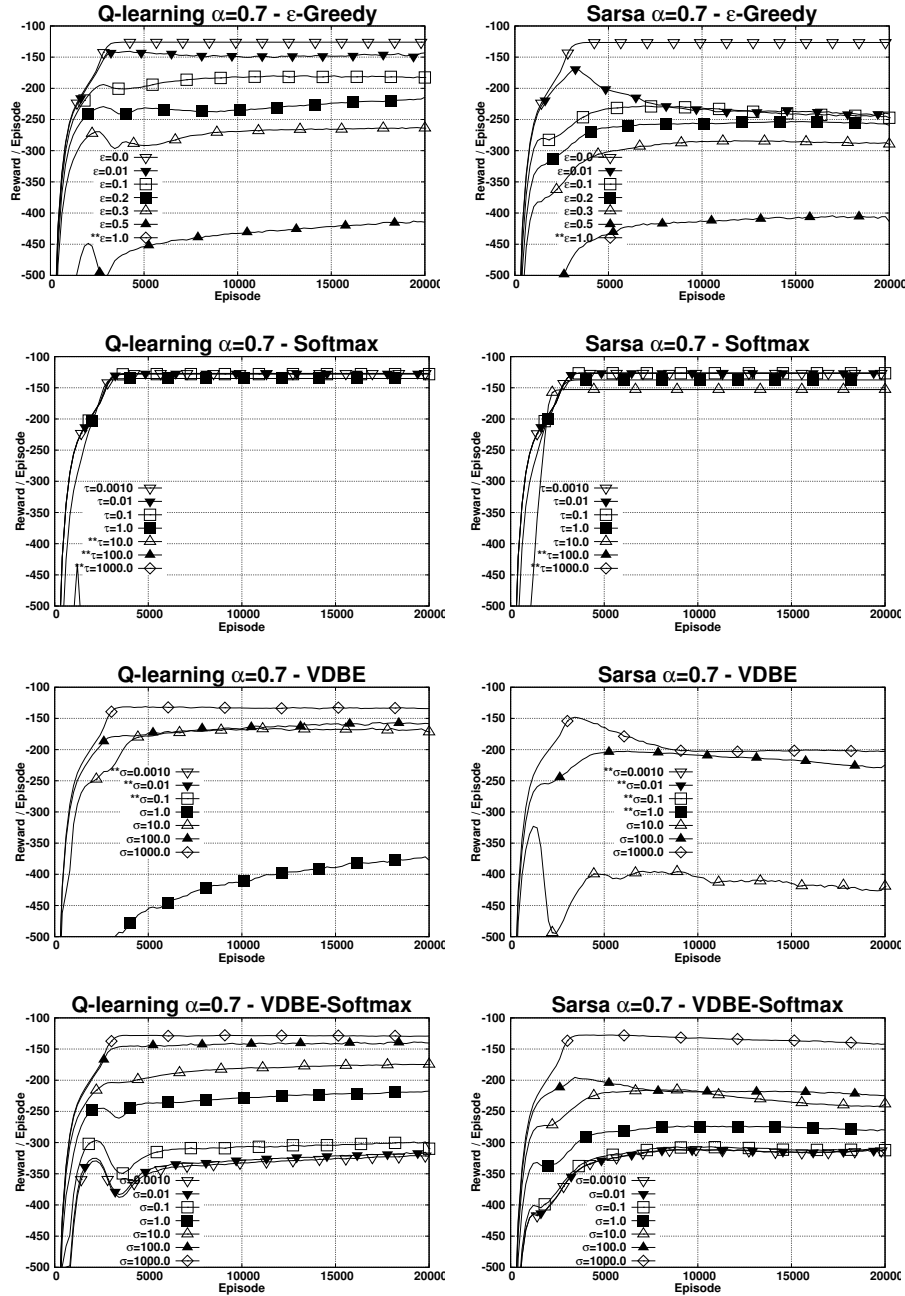 Q-learning α=0.7 - ε-Greedy
Reward / Episode
-100
-150
-200
-250
-300
-350
-400
-450
-500
ε=0.0
ε=0.01
ε=0.1
ε=0.2
ε=0.3
ε=0.5
**ε=1.0
0 5000 10000 15000 20000
Episode
Sarsa α=0.7 - ε-Greedy
Reward / Episode
-100
-150
-200
-250
-300
-350
-400
-450
-500
ε=0.0
ε=0.01
ε=0.1
ε=0.2
ε=0.3
ε=0.5
**ε=1.0
0 5000 10000 15000 20000
Episode
Q-learning α=0.7 - Softmax
Reward / Episode
-100
-150
-200
-250
-300
-350
-400
-450
-500
τ=0.0010
τ=0.01
τ=0.1
τ=1.0
**τ=10.0
**τ=100.0
**τ=1000.0
0 5000 10000 15000 20000
Episode
Sarsa α=0.7 - Softmax
Reward / Episode
-100
-150
-200
-250
-300
-350
-400
-450
-500
τ=0.0010
τ=0.01
τ=0.1
τ=1.0
τ=10.0
**τ=100.0
**τ=1000.0
0 5000 10000 15000 20000
Episode
Q-learning α=0.7 - VDBE
Reward / Episode
-100
-150
-200
-250
-300
-350
-400
-450
-500
**σ=0.0010
**σ=0.01
**σ=0.1
σ=1.0
σ=10.0
σ=100.0
σ=1000.0
0 5000 10000 15000 20000
Episode
Sarsa α=0.7 - VDBE
Reward / Episode
-100
-150
-200
-250
-300
-350
-400
-450
-500
**σ=0.0010
**σ=0.01
**σ=0.1
**σ=1.0
σ=10.0
σ=100.0
σ=1000.0
0 5000 10000 15000 20000
Episode
Q-learning α=0.7 - VDBE-Softmax
Reward / Episode
-100
-150
-200
-250
-300
-350
-400
-450
-500
σ=0.0010
σ=0.01
σ=0.1
σ=1.0
σ=10.0
σ=100.0
σ=1000.0
0 5000 10000 15000 20000
Episode
Sarsa α=0.7 - VDBE-Softmax
Reward / Episode
-100
-150
-200
-250
-300
-350
-400
-450
-500
σ=0.0010
σ=0.01
σ=0.1
σ=1.0
σ=10.0
σ=100.0
σ=1000.0
0 5000 10000 15000 20000
Episode